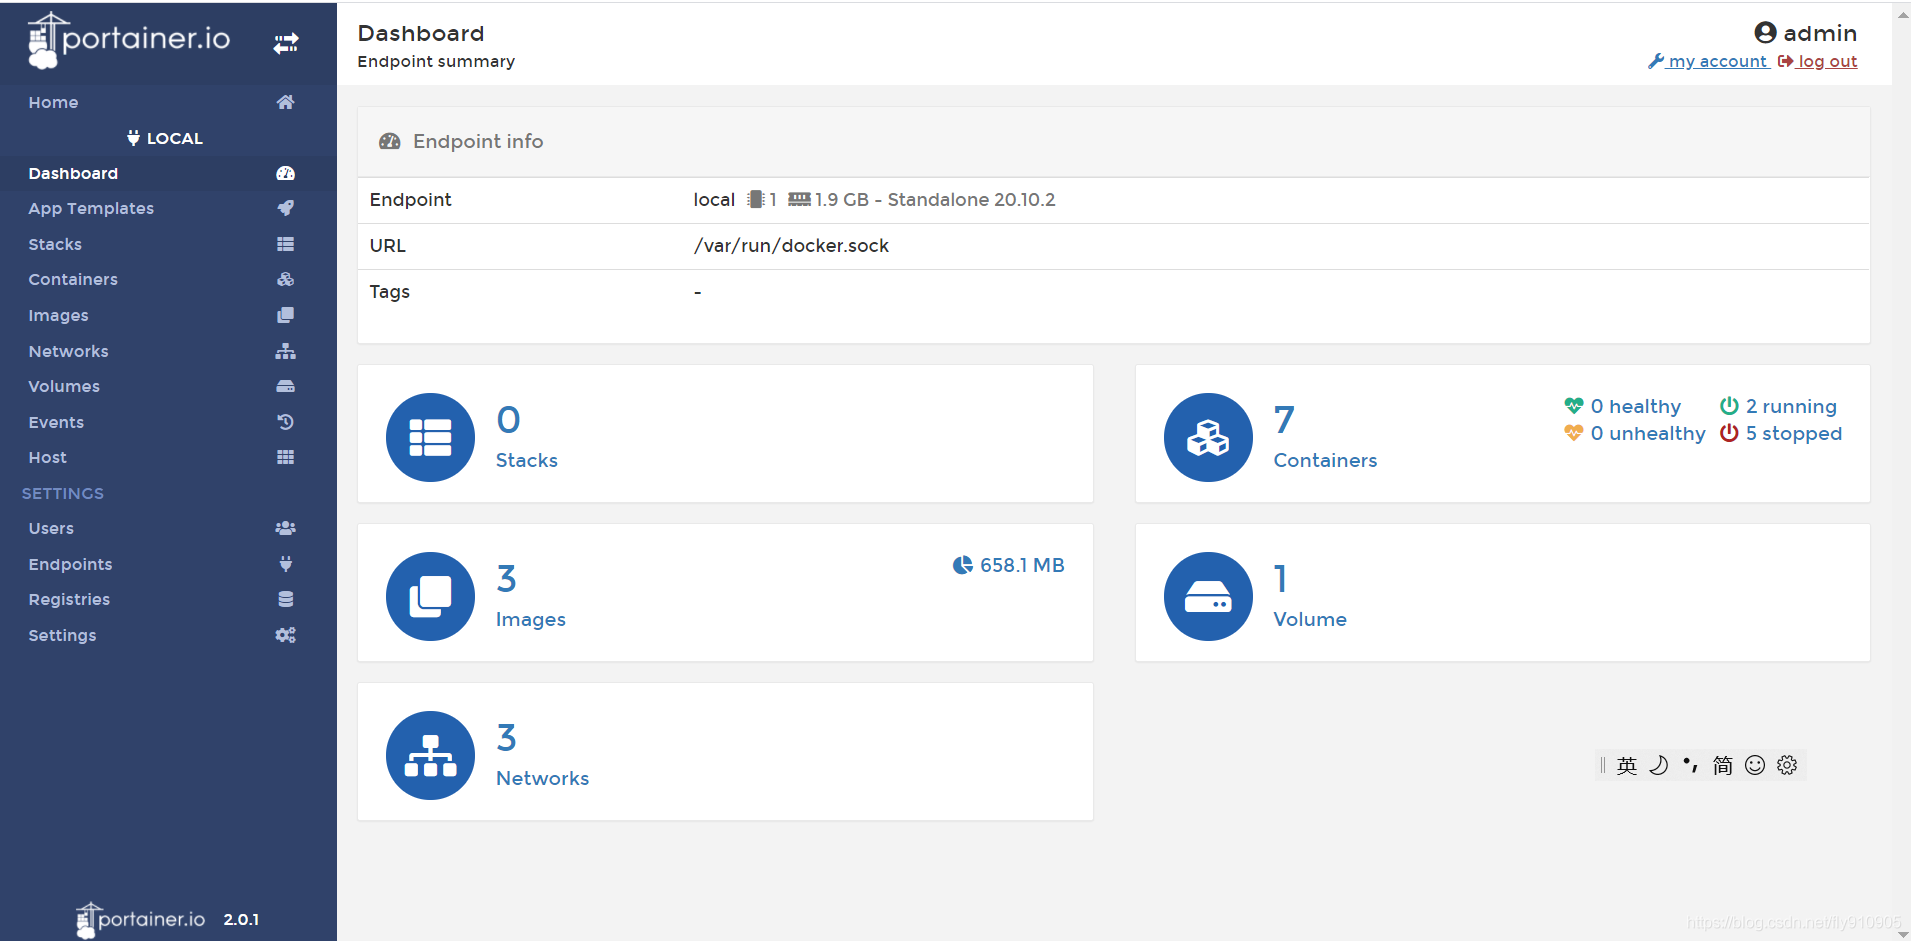 portainer.io
Home
LOCAL
Dashboard
App Templates
Stacks
Containers
Images
Networks
Volumes
Events
Host
SETTINGS
Users
Endpoints
Registries
Settings
portainer.io 2.0.1
Dashboard
Endpoint summary
admin
my account log out
Endpoint info
Endpoint local 1 1.9 GB - Standalone 20.10.2
URL /var/run/docker.sock
Tags -
0
Stacks
7
Containers
0 healthy 2 running
0 unhealthy 5 stopped
3
Images
658.1 MB
1
Volume
3
Networks
英 简
https://blog.csdn.net/fly910905